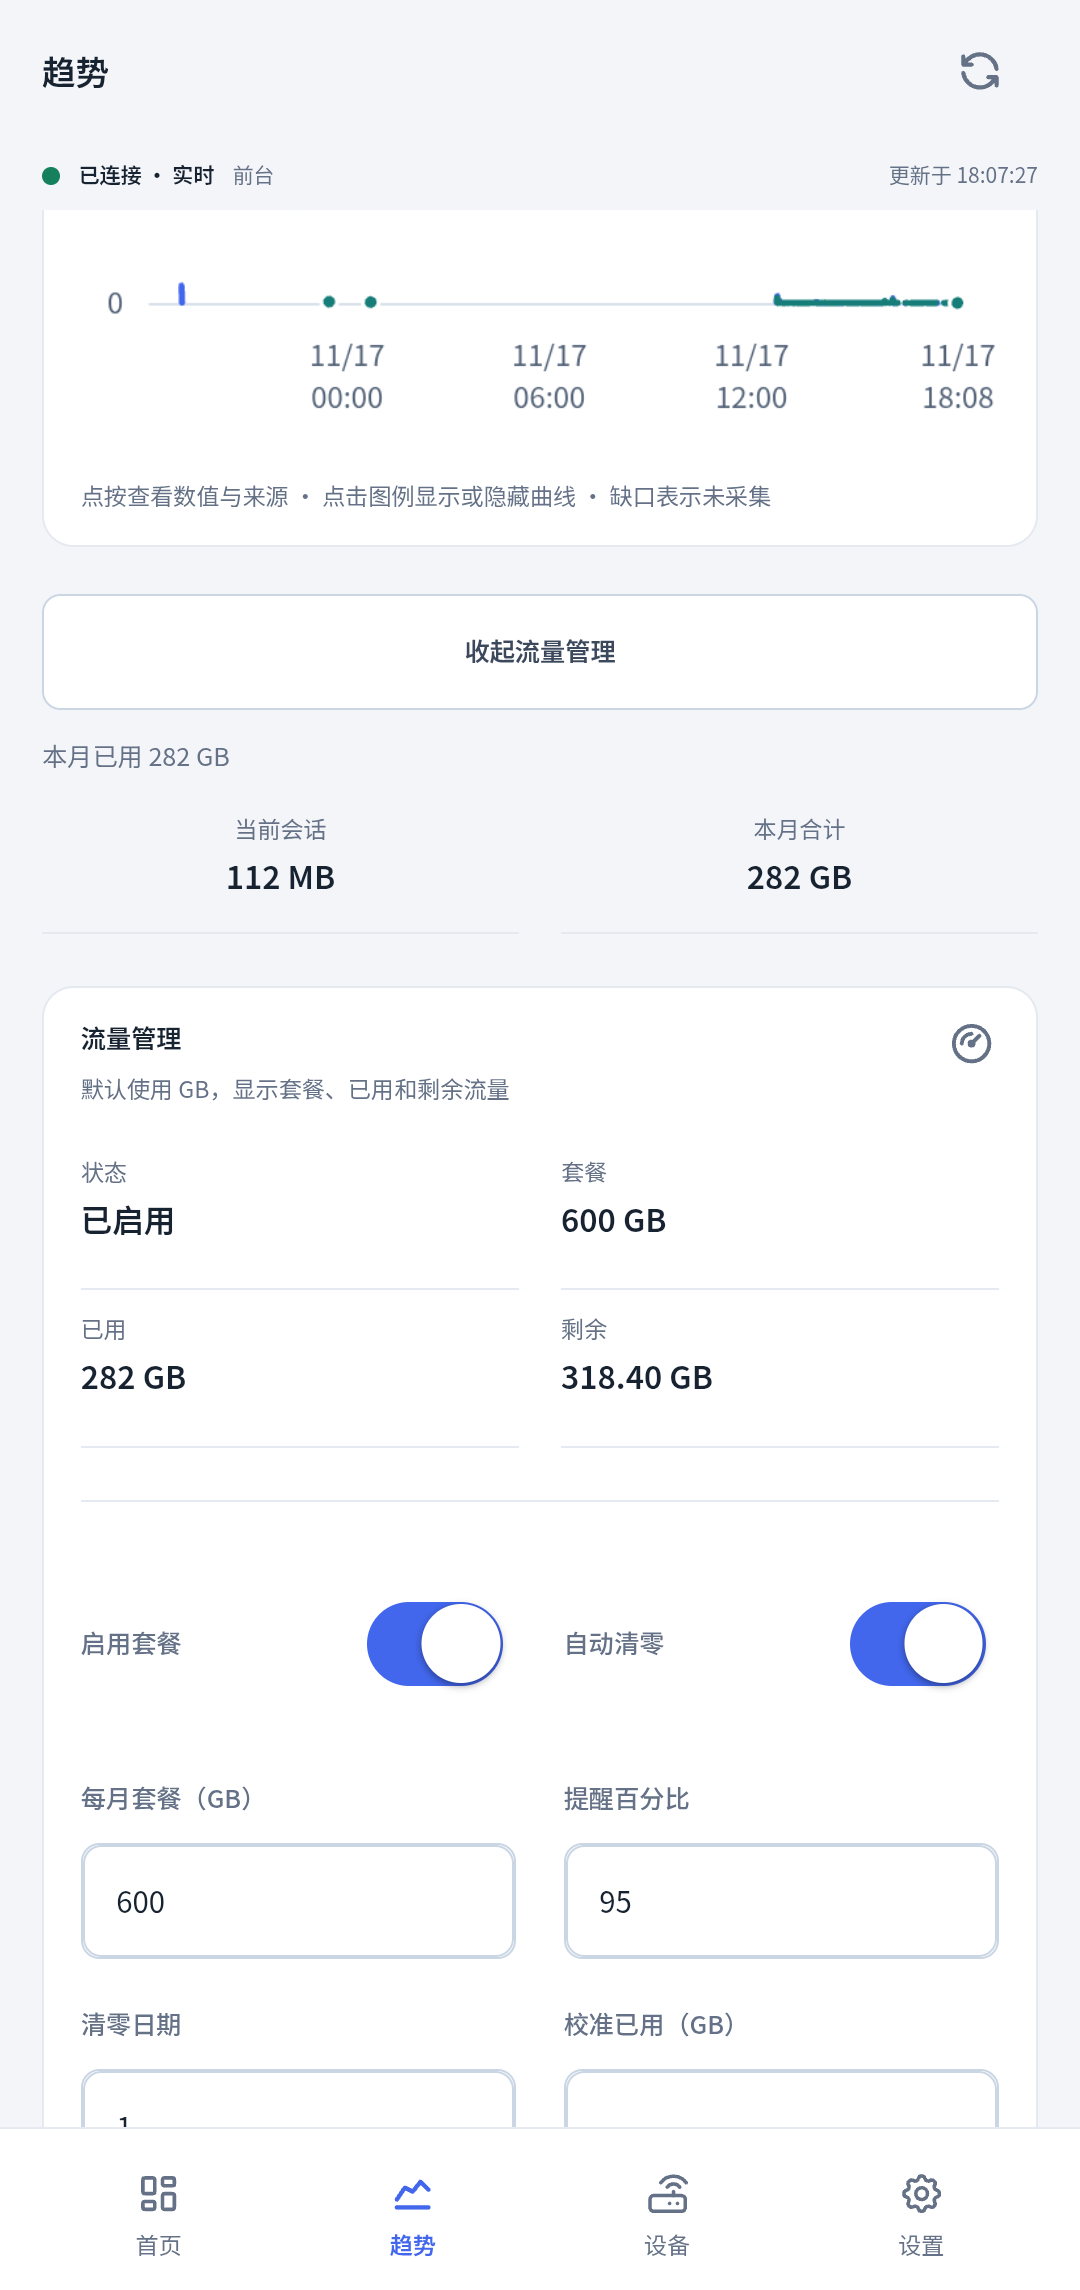 趋势
已连接 • 实时 前台 更新于 18:07:27
0
11/17 11/17 11/17 11/17
00:00 06:00 12:00 18:08
点按查看数值与来源 • 点击图例显示或隐藏曲线 • 缺口表示未采集
收起流量管理
本月已用 282 GB
当前会话 本月合计
112 MB 282 GB
流量管理
默认使用 GB，显示套餐、已用和剩余流量
状态 套餐
已启用 600 GB
已用 剩余
282 GB 318.40 GB
启用套餐 自动清零
每月套餐（GB） 提醒百分比
600 95
清零日期 校准已用（GB）
1
首页 趋势 设备 设置